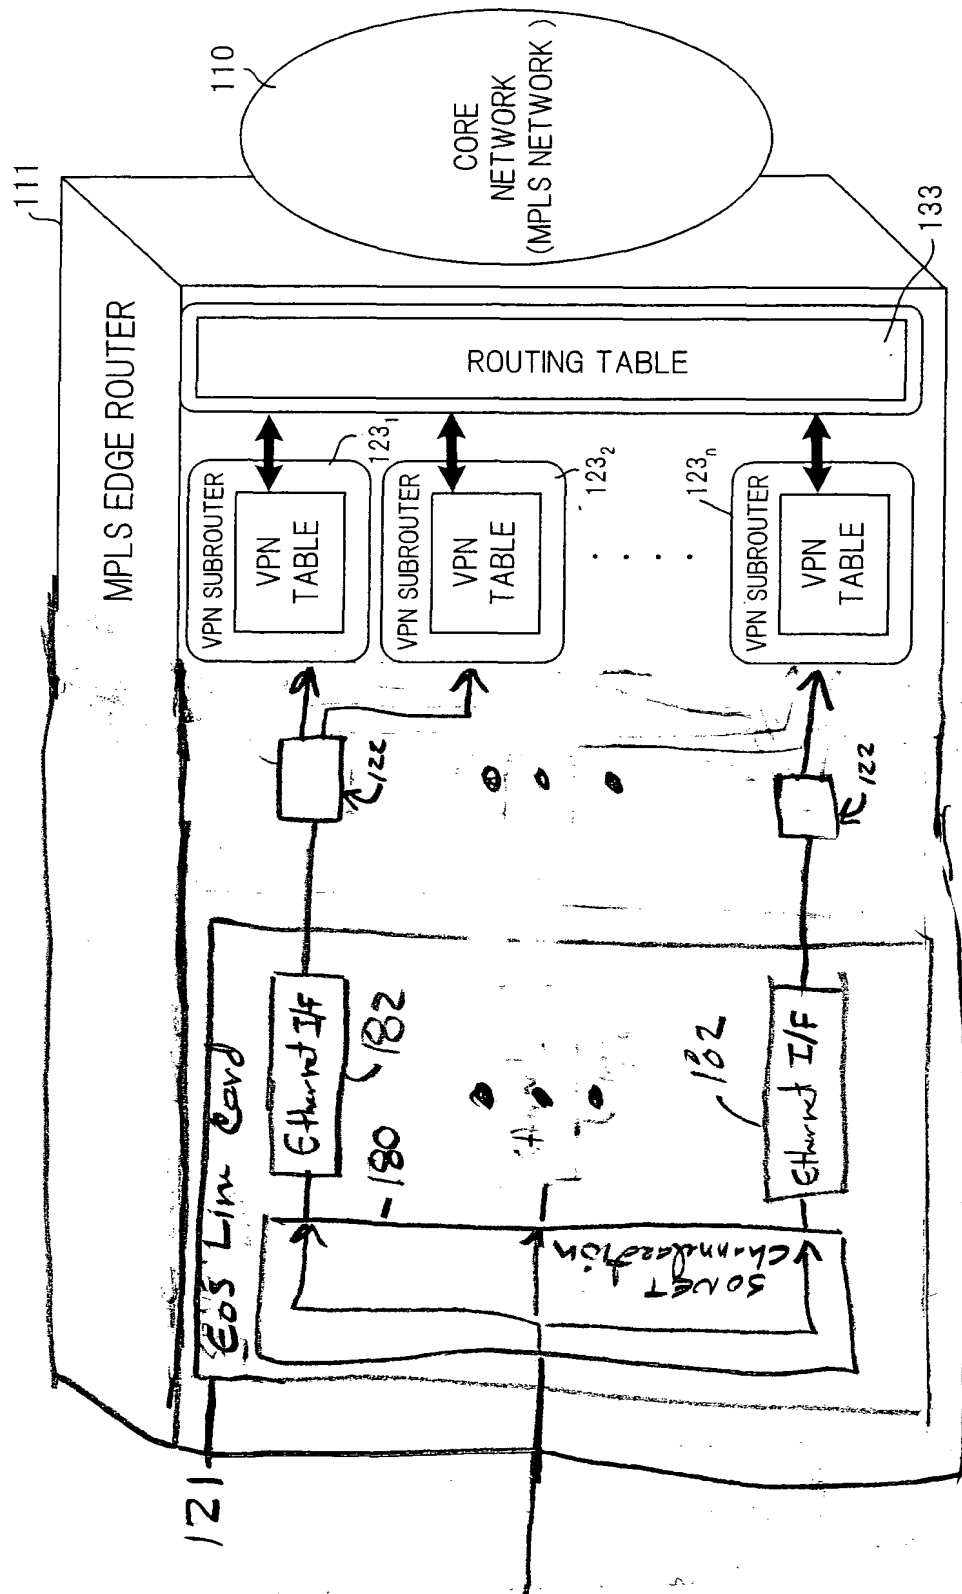 111
MPLS EDGE ROUTER
110
CORE
NETWORK
(MPLS NETWORK)
ROUTING TABLE
133
VPN SUBROUTER
VPN
TABLE
123₁
VPN SUBROUTER
VPN
TABLE
123₂
. . . . .
VPN SUBROUTER
VPN
TABLE
123ₙ
122
122
121
EoS Line Card
Ethernet I/F
182
180
Ethernet I/F
182
SONET